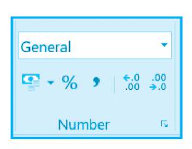 General
% , ←.0 .00 .00 →.0
Number